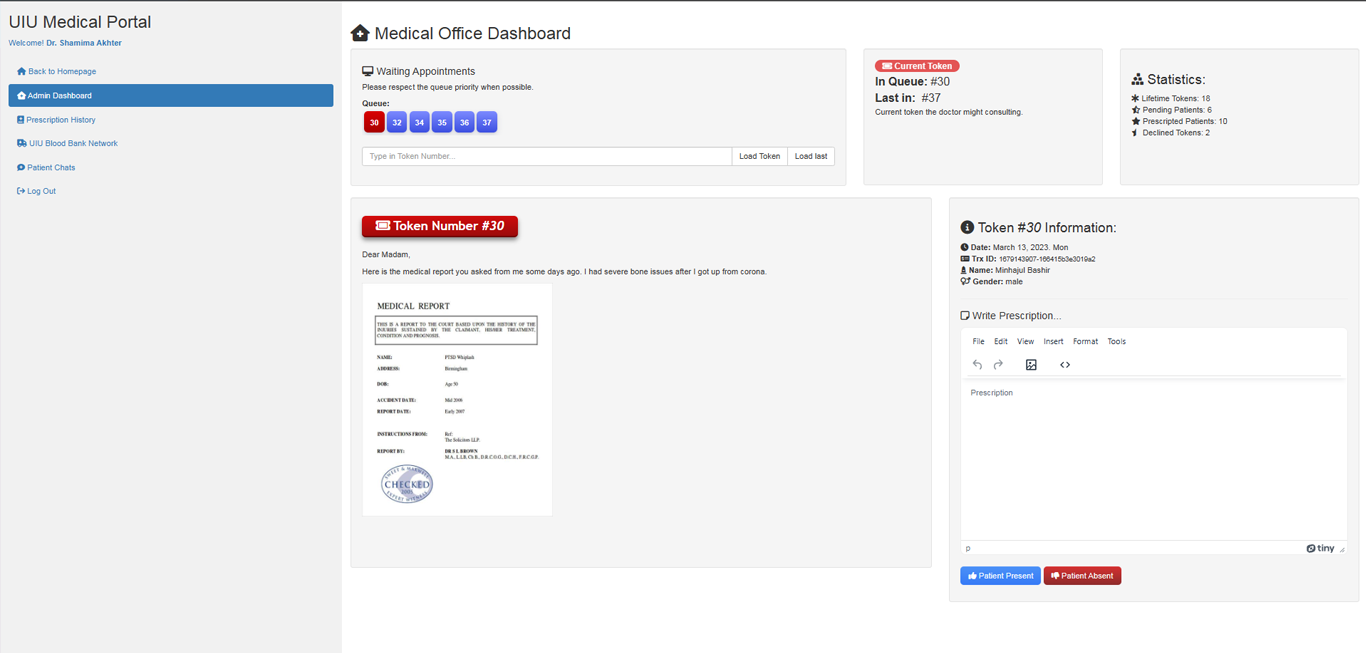 UIU Medical Portal
Welcome! Dr. Shamima Akhter
Back to Homepage
Admin Dashboard
Prescription History
UIU Blood Bank Network
Patient Chats
Log Out
Medical Office Dashboard
Waiting Appointments
Please respect the queue priority when possible.
Queue:
30 32 34 35 36 37
Type in Token Number... Load Token Load last
Current Token
In Queue: #30
Last in: #37
Current token the doctor might consulting.
Statistics:
Lifetime Tokens: 18
Pending Patients: 6
Prescripted Patients: 10
Declined Tokens: 2
Token Number #30
Dear Madam,
Here is the medical report you asked from me some days ago. I had severe bone issues after I got up from corona.
MEDICAL REPORT
THIS IS A REPORT TO THE COURT BASED UPON THE HISTORY OF THE
INJURIES SUSTAINED BY THE CLAIMANT, HIS/HER TREATMENT,
CONDITION AND PROGNOSIS.
NAME: PTSD Whiplash
ADDRESS: Birmingham
DOB: Age 50
ACCIDENT DATE: Mid 2006
REPORT DATE: Early 2007
INSTRUCTIONS FROM: Ref:
The Solicitors LLP.
REPORT BY: DR S L BROWN
M.A., L.L.B. Ch.B., D.R.C.O.G., D.C.H., F.R.C.G.P.
SWEET & MAXWELL
CHECKED
EXPERT WITNESS
Token #30 Information:
Date: March 13, 2023. Mon
Trx ID: 1679143907-166415b3e3019a2
Name: Minhajul Bashir
Gender: male
Write Prescription...
File Edit View Insert Format Tools
Prescription
p tiny
Patient Present Patient Absent